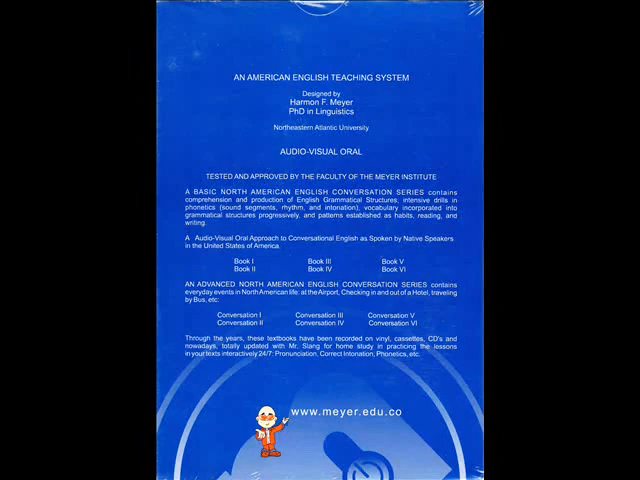 AN AMERICAN ENGLISH TEACHING SYSTEM
Designed by
Harmon F. Meyer
PhD in Linguistics
Northeastern Atlantic University
AUDIO-VISUAL ORAL
TESTED AND APPROVED BY THE FACULTY OF THE MEYER INSTITUTE
A BASIC NORTH AMERICAN ENGLISH CONVERSATION SERIES contains
comprehension and production of English Grammatical Structures; intensive drills in
phonetics (sound segments, rhythm, and intonation), vocabulary incorporated into
grammatical structures progressively, and patterns established as habits, reading, and
writing.
A Audio-Visual Oral Approach to Conversational English as Spoken by Native Speakers
in the United States of America.
Book I Book III Book V
Book II Book IV Book VI
AN ADVANCED NORTH AMERICAN ENGLISH CONVERSATION SERIES contains
everyday events in North American life: at the Airport, Checking in and out of a Hotel, traveling
by Bus, etc:
Conversation I Conversation III Conversation V
Conversation II Conversation IV Conversation VI
Through the years, these textbooks have been recorded on vinyl, cassettes, CD's and
nowadays, totally updated with Mr. Slang for home study in practicing the lessons
in your texts interactively 24/7: Pronunciation, Correct Intonation, Phonetics, etc.
www.meyer.edu.co